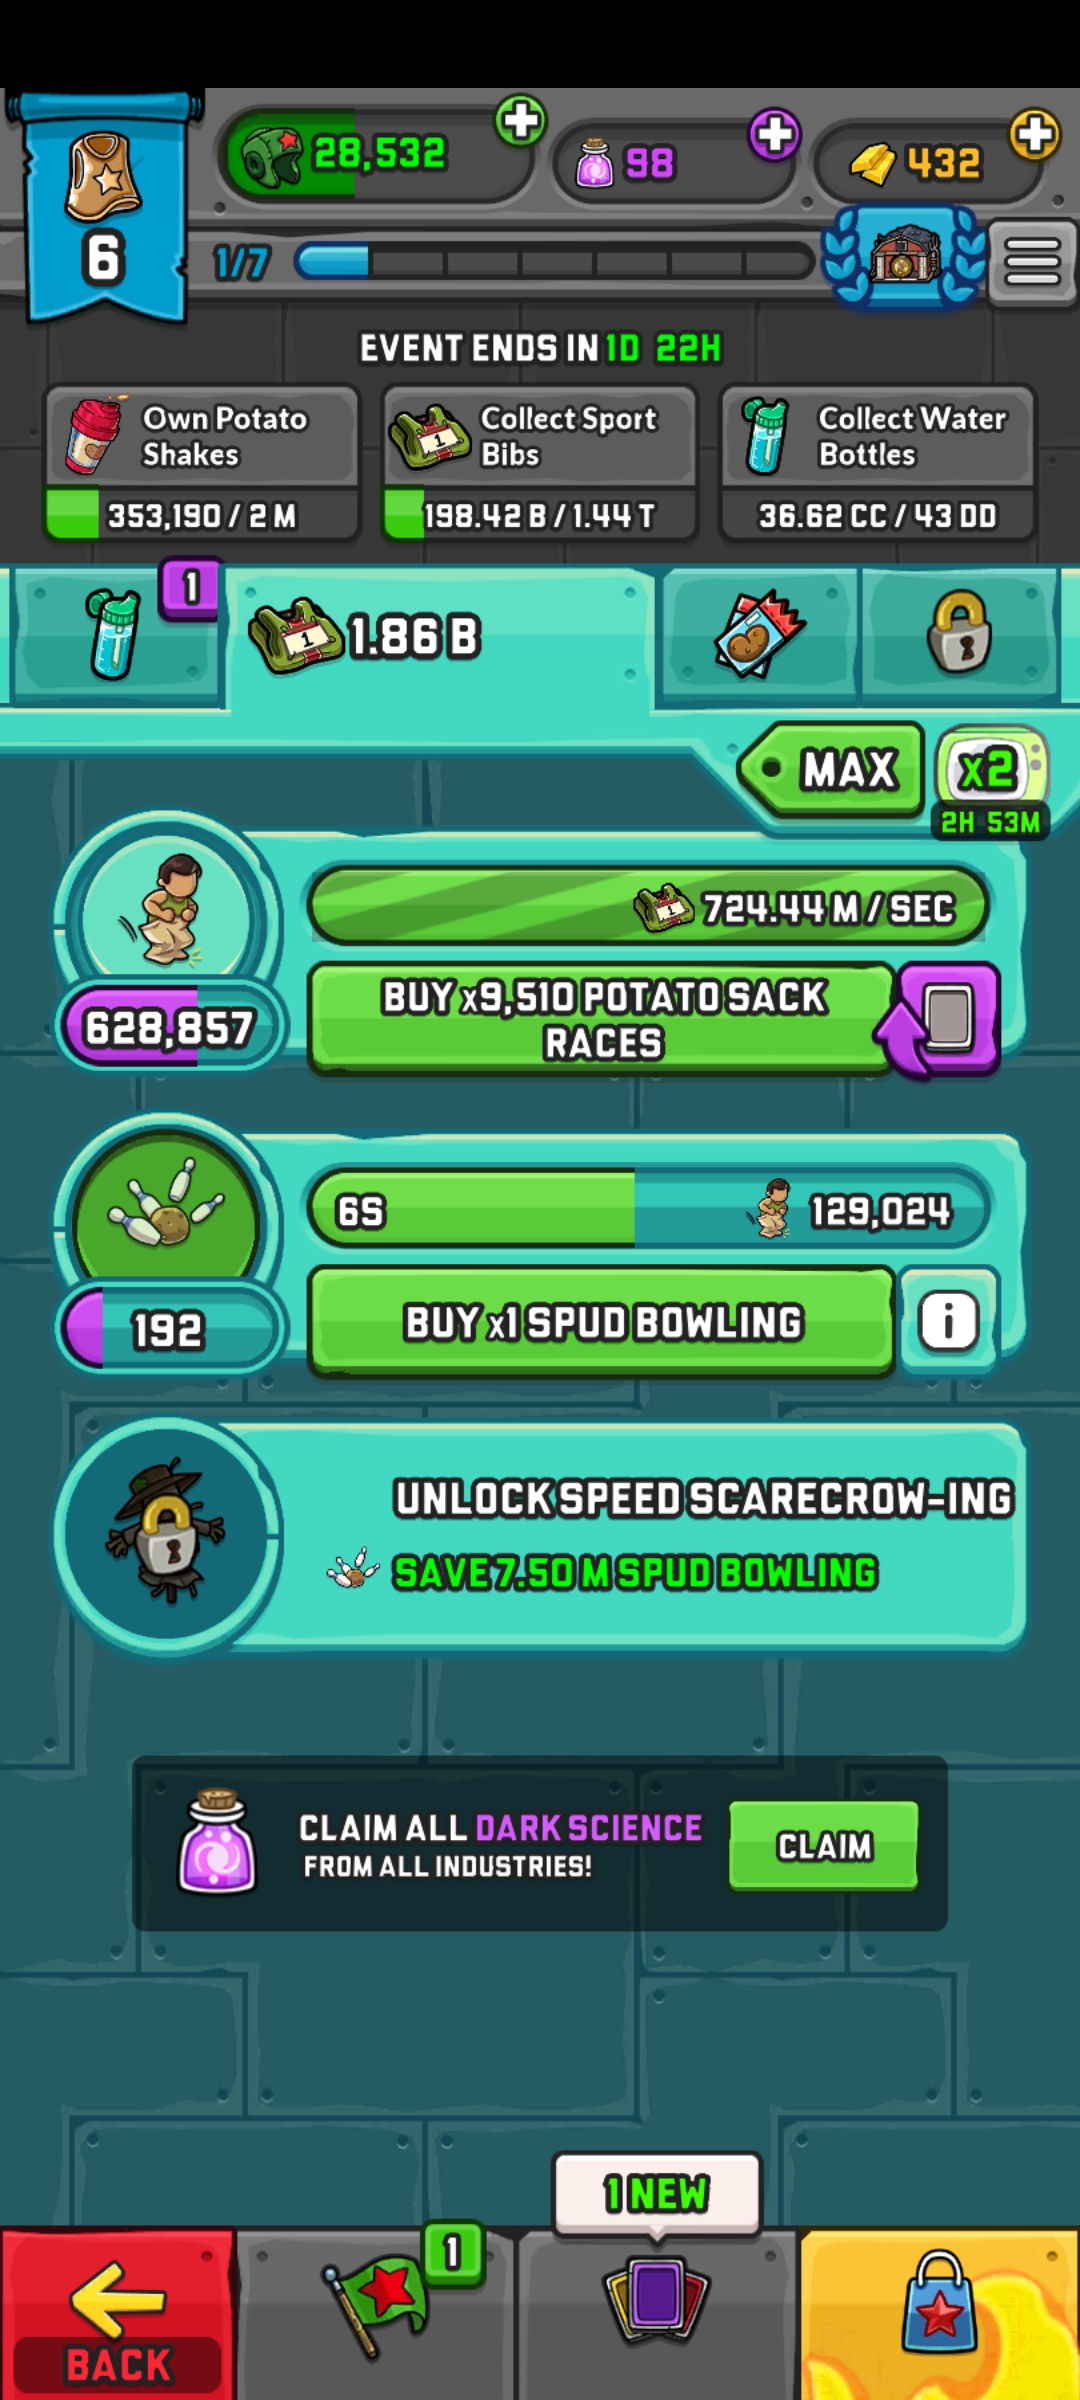 28,532
98
432
6
1/7
EVENT ENDS IN 1D 22H
Own Potato
Shakes
353,190 / 2 M
Collect Sport
Bibs
198.42 B / 1.44 T
Collect Water
Bottles
36.62 CC / 43 DD
1
1
1.86 B
MAX
x2
2H 53M
1
724.44 M / SEC
628,857
BUY x9,510 POTATO SACK
RACES
6S
129,024
192
BUY x1 SPUD BOWLING
i
UNLOCK SPEED SCARECROW-ING
SAVE 7.50 M SPUD BOWLING
CLAIM ALL DARK SCIENCE
FROM ALL INDUSTRIES!
CLAIM
1 NEW
1
BACK